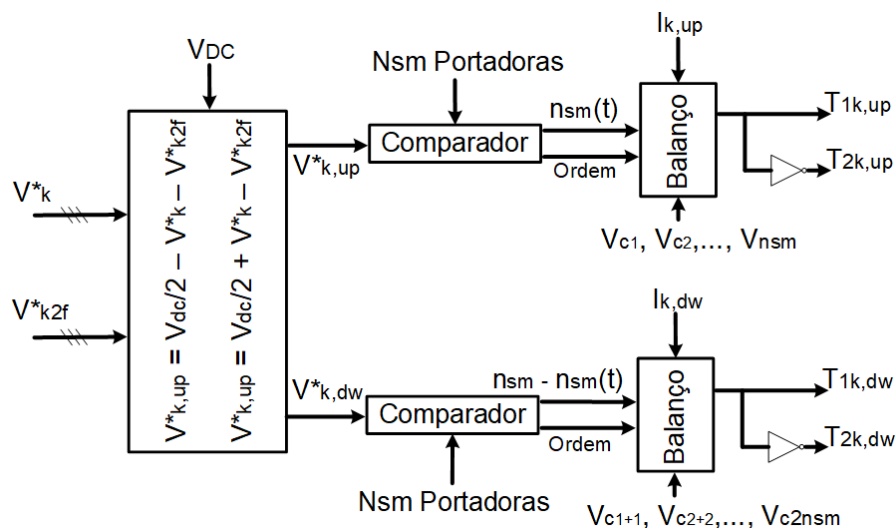 VDC
V*k
V*k2f
V*k,up = Vdc/2 – V*k – V*k2f
V*k,up = Vdc/2 + V*k – V*k2f
V*k,up
Nsm Portadoras
Comparador
nsm(t)
Ordem
Ik,up
Balanço
Vc1, Vc2,..., Vnsm
T1k,up
T2k,up
V*k,dw
Comparador
Nsm Portadoras
nsm - nsm(t)
Ordem
Ik,dw
Balanço
Vc1+1, Vc2+2,..., Vc2nsm
T1k,dw
T2k,dw